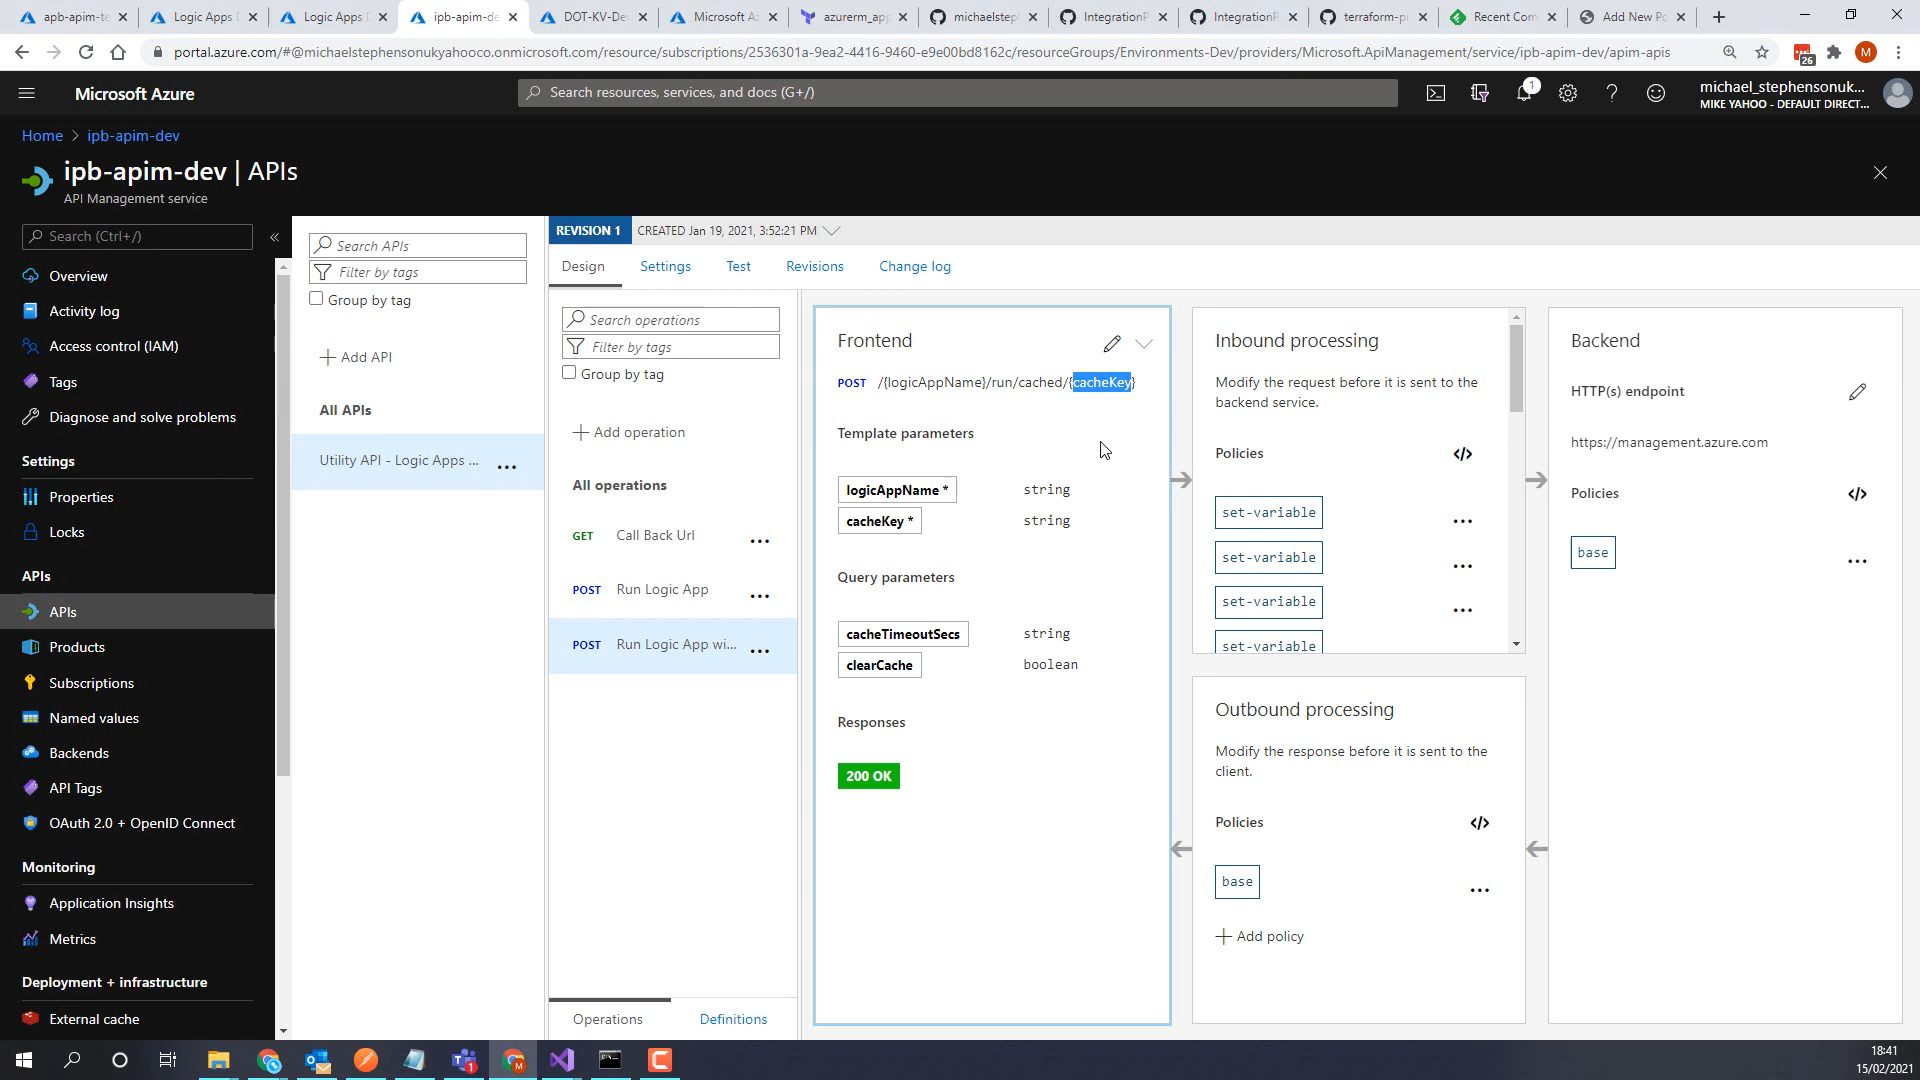 apb-apim-te
Logic Apps D
Logic Apps D
ipb-apim-de
DOT-KV-De
Microsoft Az
azurerm_app
michaelsteph
IntegrationP
IntegrationP
terraform-p
Recent Com
Add New Po
portal.azure.com/#@michaelstephensonukyahooco.onmicrosoft.com/resource/subscriptions/2536301a-9ea2-4416-9460-e9e00bd8162c/resourceGroups/Environments-Dev/providers/Microsoft.ApiManagement/service/ipb-apim-dev/apim-apis
26
M
Microsoft Azure
Search resources, services, and docs (G+/)
1
michael_stephensonuk...
MIKE YAHOO - DEFAULT DIRECT...
Home > ipb-apim-dev
ipb-apim-dev | APIs
API Management service
Search (Ctrl+/)
«
Overview
Activity log
Access control (IAM)
Tags
Diagnose and solve problems
Settings
Properties
Locks
APIs
APIs
Products
Subscriptions
Named values
Backends
API Tags
OAuth 2.0 + OpenID Connect
Monitoring
Application Insights
Metrics
Deployment + infrastructure
External cache
Search APIs
Filter by tags
Group by tag
Add API
All APIs
Utility API - Logic Apps ...
REVISION 1
CREATED Jan 19, 2021, 3:52:21 PM
Design
Settings
Test
Revisions
Change log
Search operations
Filter by tags
Group by tag
Add operation
All operations
GET Call Back Url
POST Run Logic App
POST Run Logic App wi...
Operations
Definitions
Frontend
POST /{logicAppName}/run/cached/{cacheKey}
Template parameters
logicAppName * string
cacheKey * string
Query parameters
cacheTimeoutSecs string
clearCache boolean
Responses
200 OK
Inbound processing
Modify the request before it is sent to the
backend service.
Policies </>
set-variable
set-variable
set-variable
set-variable
Outbound processing
Modify the response before it is sent to the
client.
Policies </>
base
Add policy
Backend
HTTP(s) endpoint
https://management.azure.com
Policies </>
base
1
M
18:41
15/02/2021